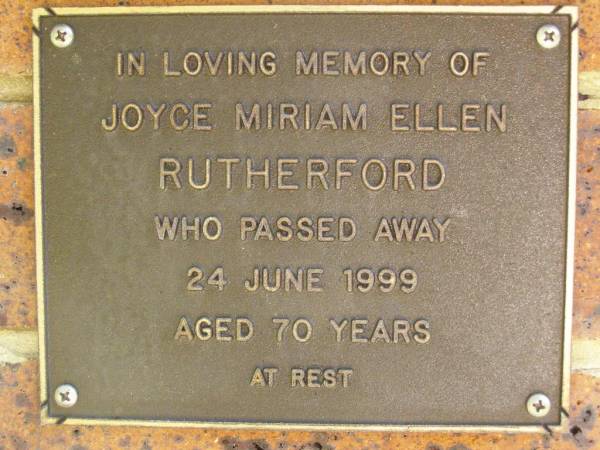 IN LOVING MEMORY OF
JOYCE MIRIAM ELLEN
RUTHERFORD
WHO PASSED AWAY
24 JUNE 1999
AGED 70 YEARS
AT REST